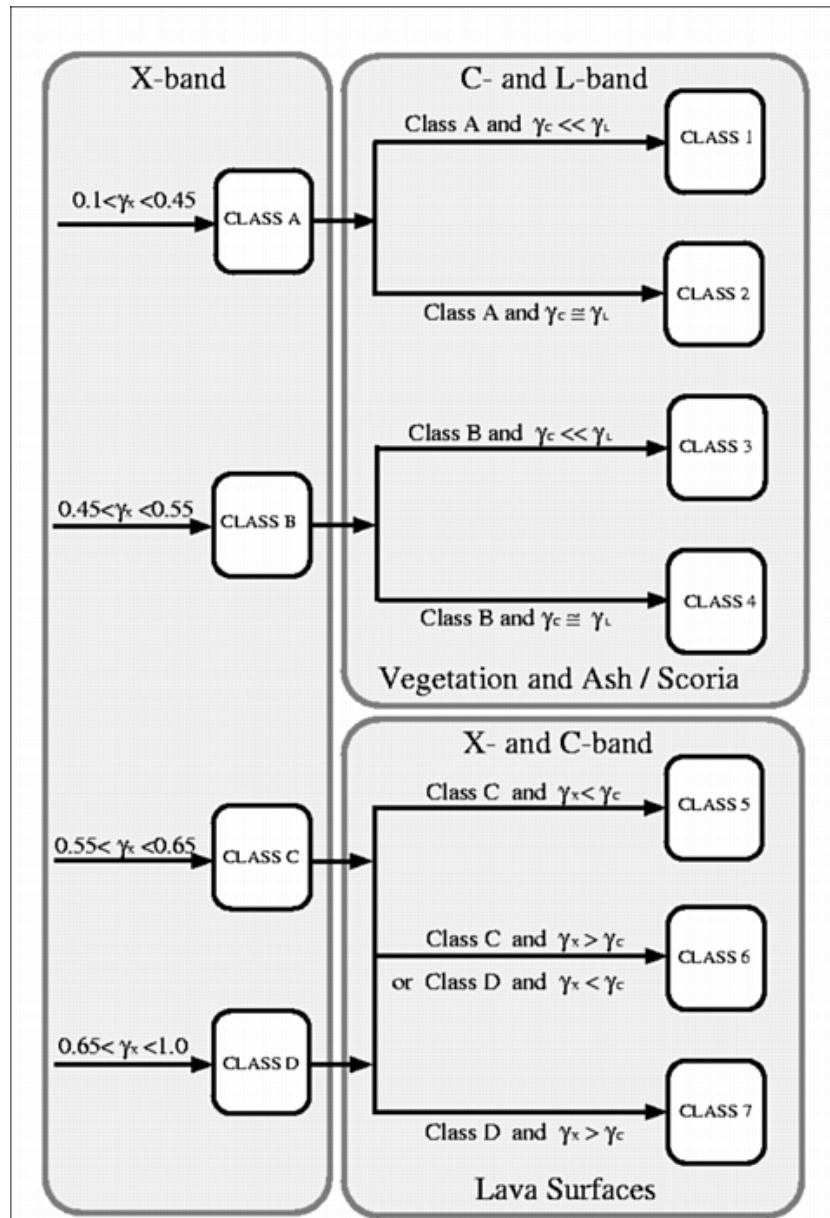 X-band
C- and L-band
Class A and γc << γL
CLASS 1
0.1<γx<0.45
CLASS A
Class A and γc ≅ γL
CLASS 2
Class B and γc << γL
CLASS 3
0.45<γx<0.55
CLASS B
Class B and γc ≅ γL
CLASS 4
Vegetation and Ash / Scoria
X- and C-band
Class C and γx < γc
CLASS 5
0.55< γx <0.65
CLASS C
Class C and γx > γc
or Class D and γx < γc
CLASS 6
0.65< γx <1.0
CLASS D
Class D and γx > γc
CLASS 7
Lava Surfaces